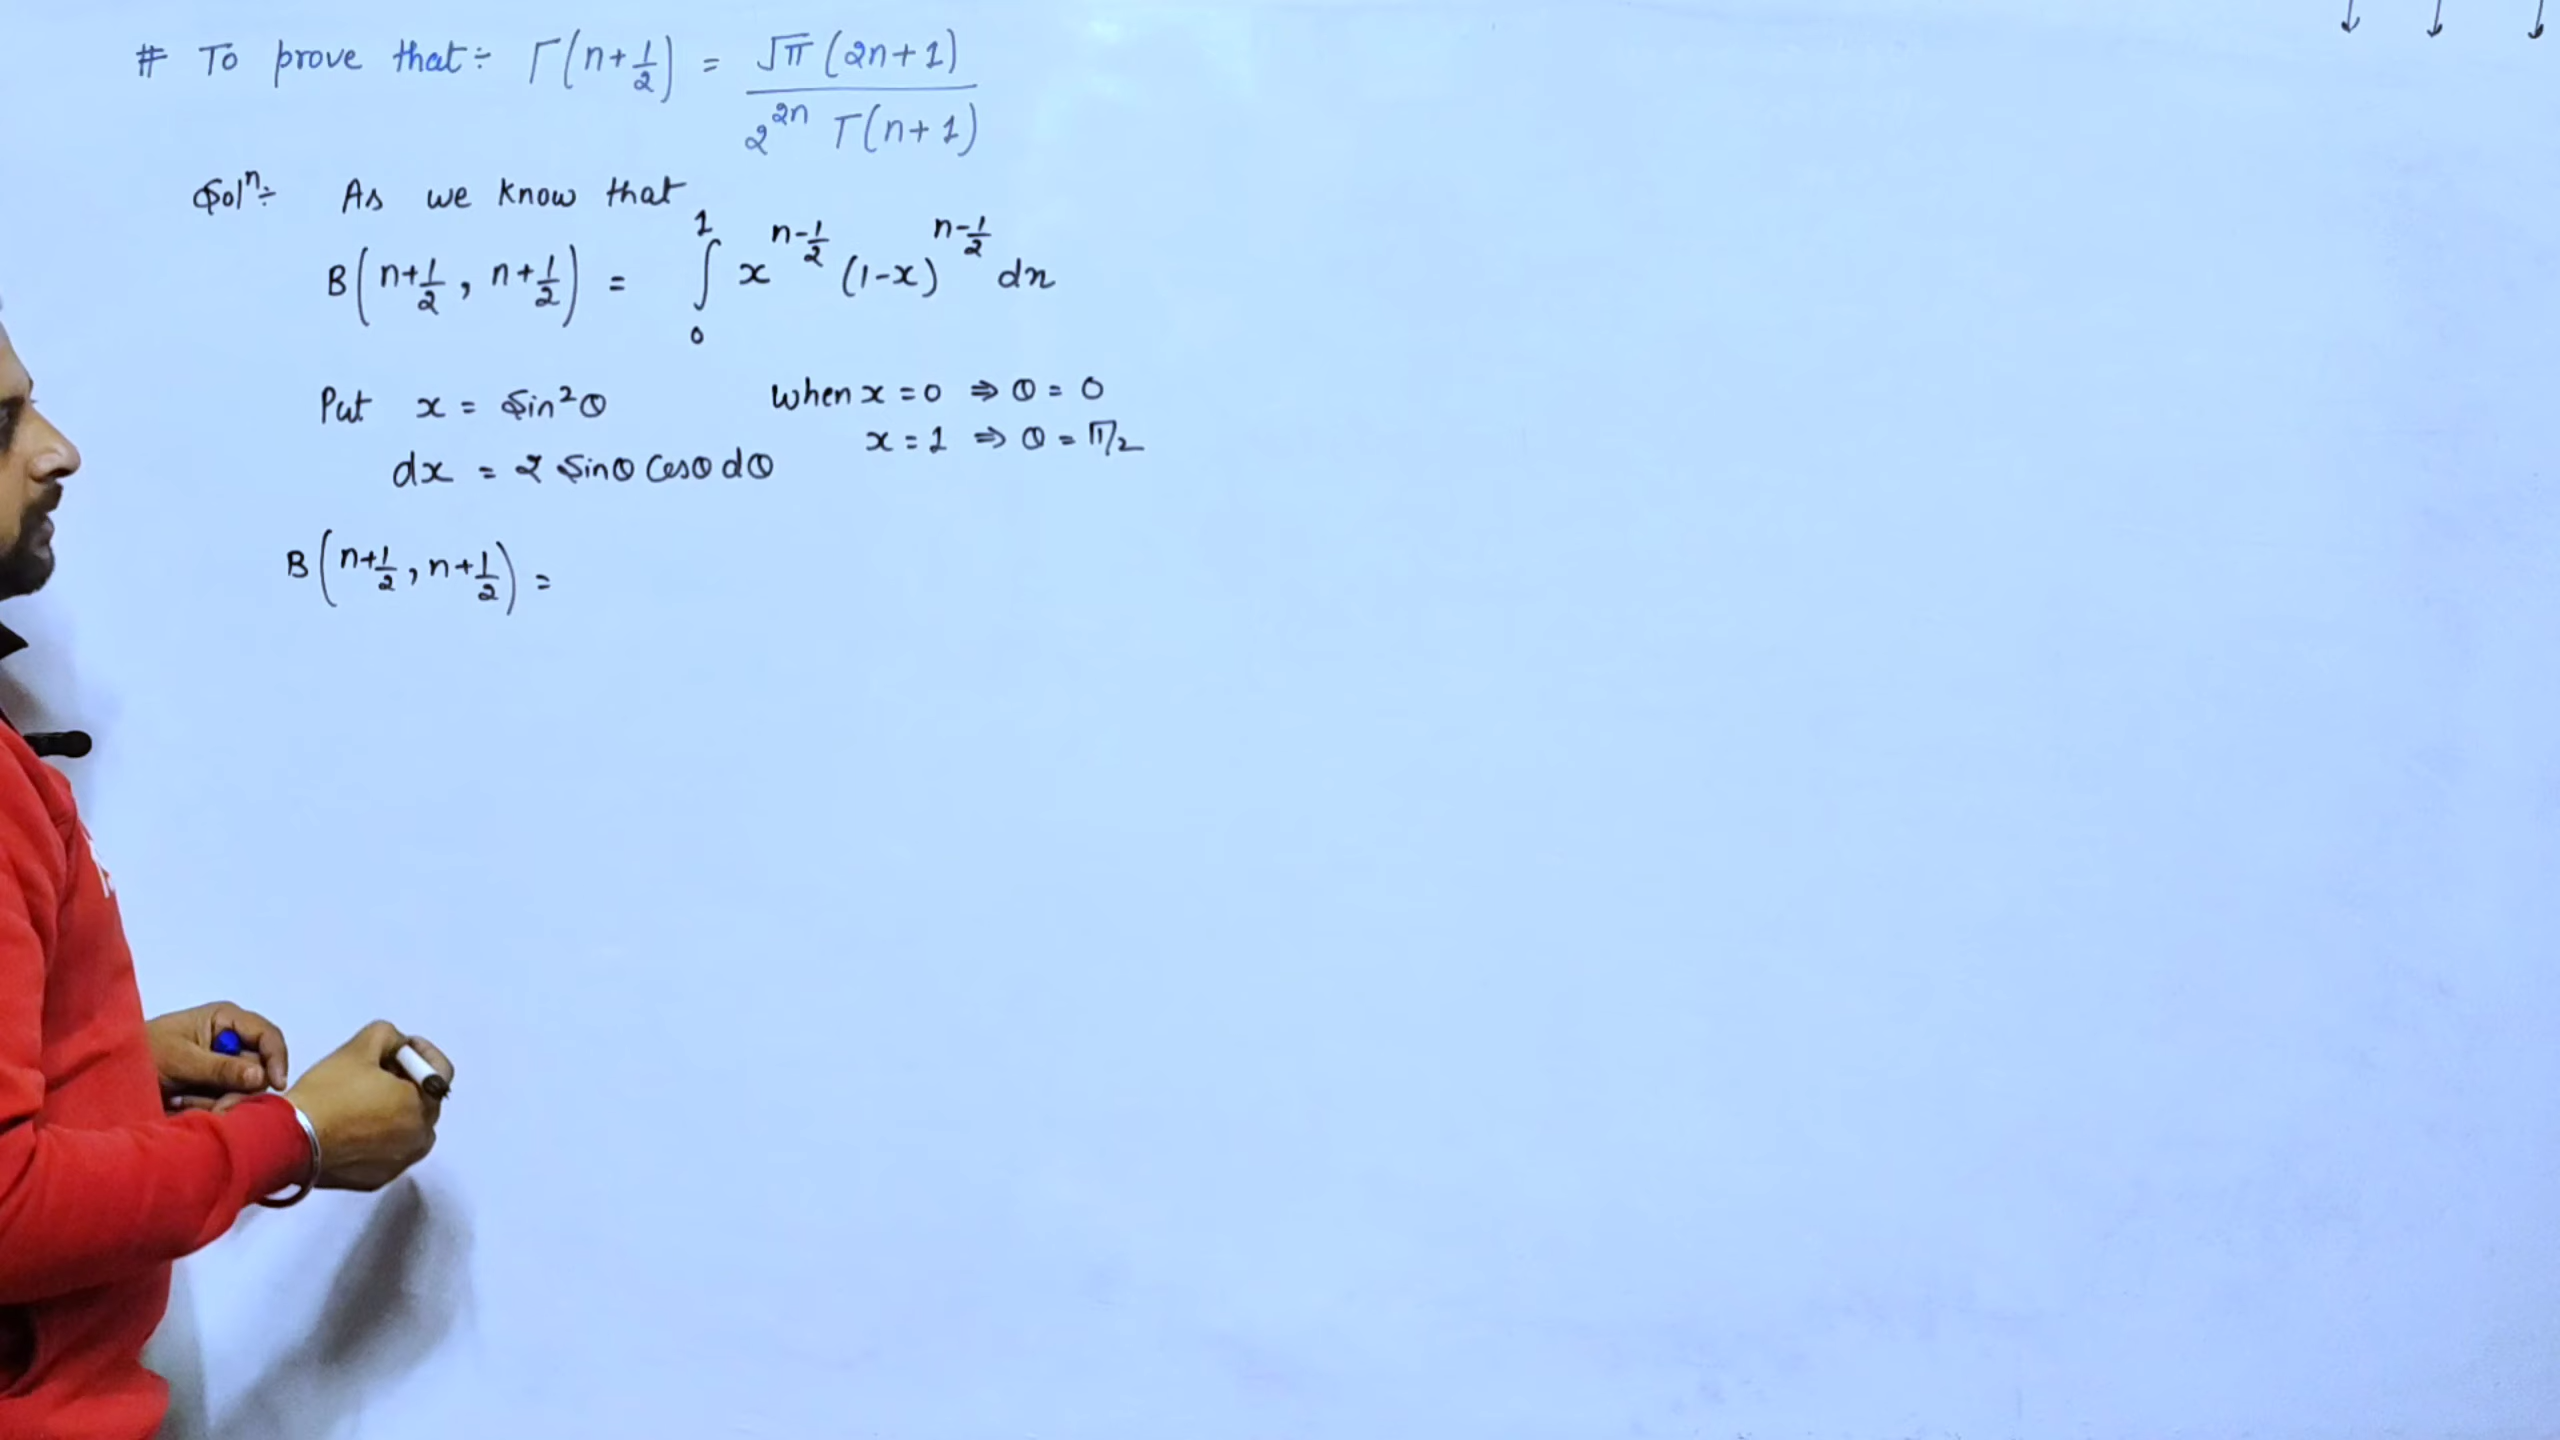 # To prove that ÷ Γ(n+1/2) = √π (2n+1) / 2^2n Γ(n+1)
Solⁿ÷ As we know that
B(n+1/2, n+1/2) = ∫₀¹ x^(n-1/2) (1-x)^(n-1/2) dx
Put x = Sin²θ when x = 0 ⇒ θ = 0
x = 1 ⇒ θ = π/2
dx = 2 Sinθ Cosθ dθ
B(n+1/2, n+1/2) =